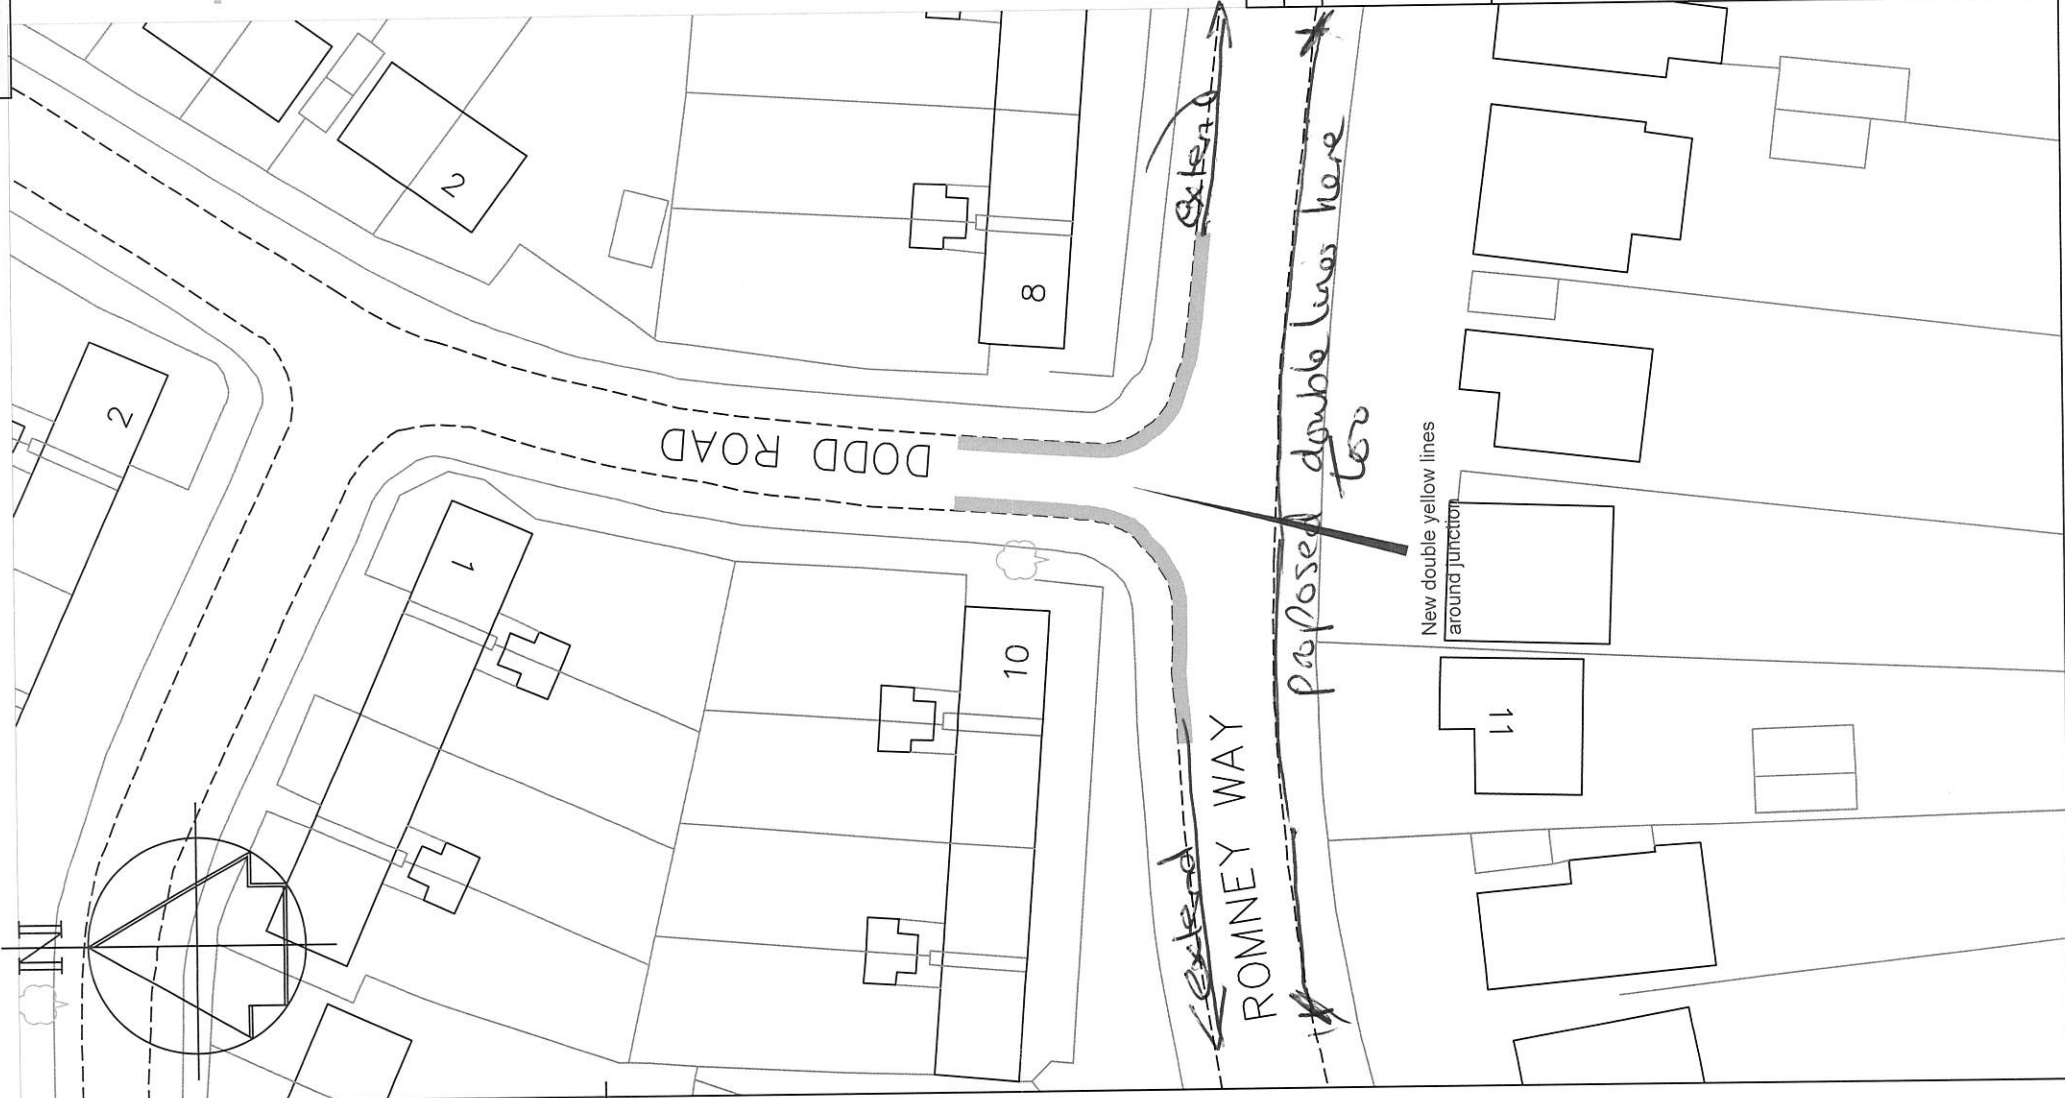 extend
proposed double lines here
too
New double yellow lines
around junction
DODD ROAD
ROMNEY WAY
extend
2
8
2
1
10
11
N